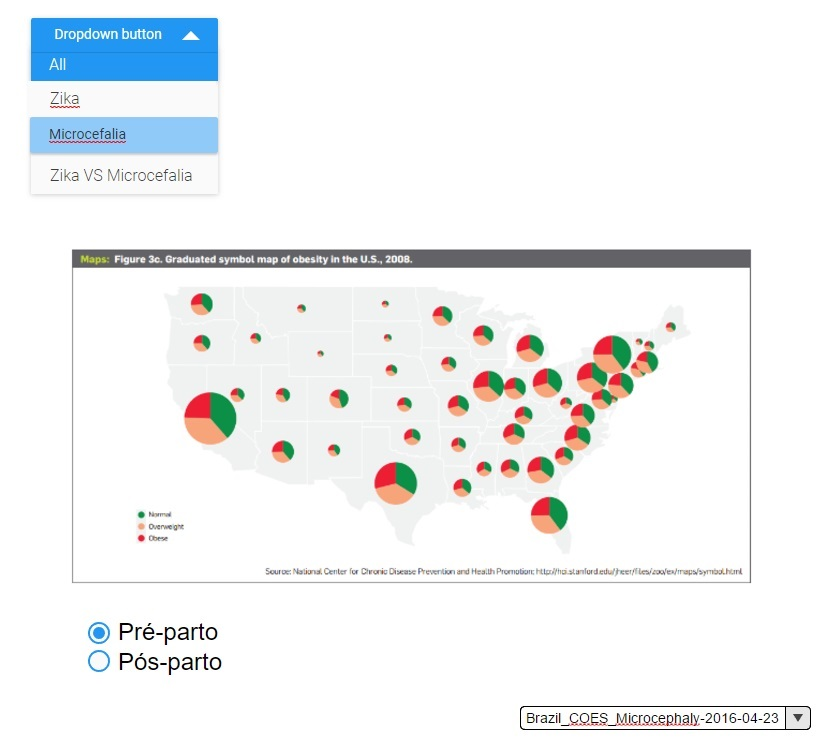 Dropdown button
All
Zika
Microcefalia
Zika VS Microcefalia
Maps: Figure 3c. Graduated symbol map of obesity in the U.S., 2008.
Normal
Overweight
Obese
Source: National Center for Chronic Disease Prevention and Health Promotion; http://hci.stanford.edu/jheer/files/zoo/ex/maps/symbol.html
Pré-parto
Pós-parto
Brazil_COES_Microcephaly-2016-04-23